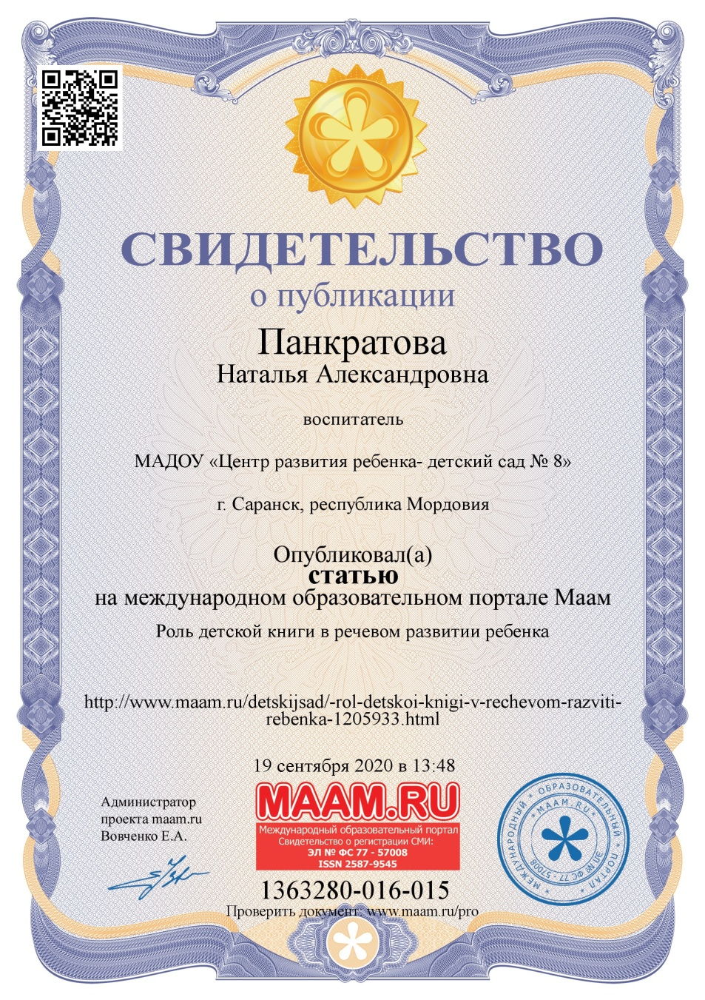 СВИДЕТЕЛЬСТВО
о публикации
Панкратова
Наталья Александровна
воспитатель
МАДОУ «Центр развития ребенка- детский сад № 8»
г. Саранск, республика Мордовия
Опубликовал(а)
статью
на международном образовательном портале Маам
Роль детской книги в речевом развитии ребенка
http://www.maam.ru/detskijsad/-rol-detskoi-knigi-v-rechevom-razviti-
rebenka-1205933.html
19 сентября 2020 в 13:48
Администратор
проекта maam.ru
Вовченко Е.А.
MAAM.RU
Международный образовательный портал
Свидетельство о регистрации СМИ:
ЭЛ № ФС 77 - 57008
ISSN 2587-9545
1363280-016-015
Проверить документ: www.maam.ru/pro
* МЕЖДУНАРОДНЫЙ * ОБРАЗОВАТЕЛЬНЫЙ * ПОРТАЛ *
* MAAM.RU *
ЭЛ № ФС 77 - 57008